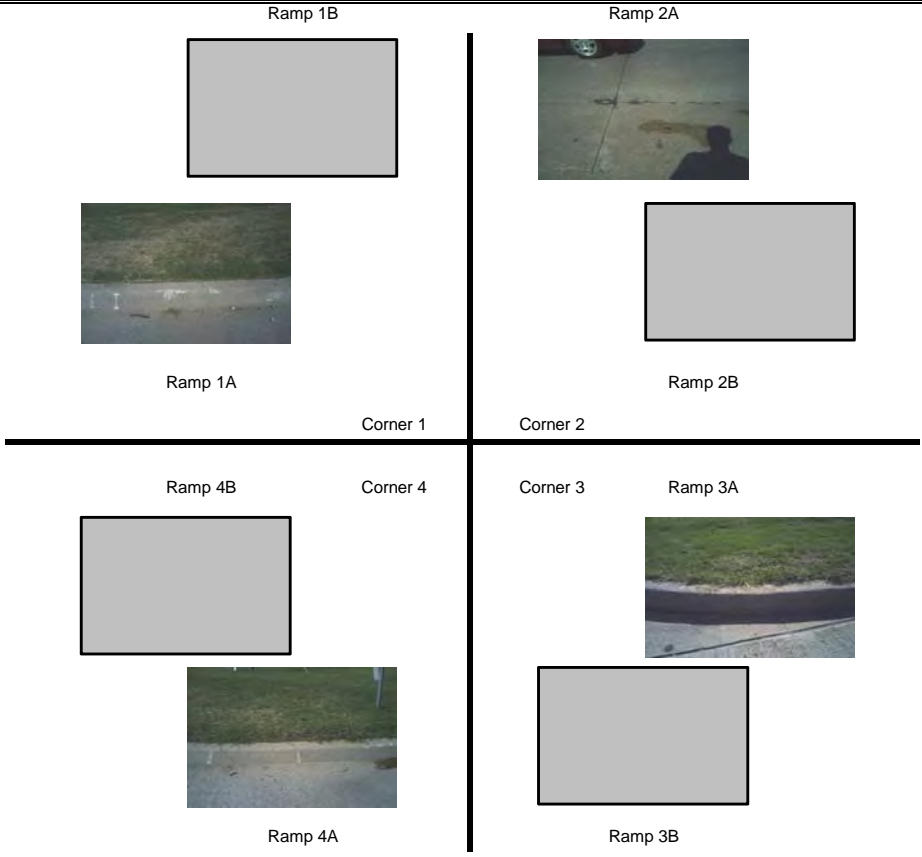 Ramp 1B
Ramp 2A
Ramp 1A
Ramp 2B
Corner 1
Corner 2
Ramp 4B
Corner 4
Corner 3
Ramp 3A
Ramp 4A
Ramp 3B